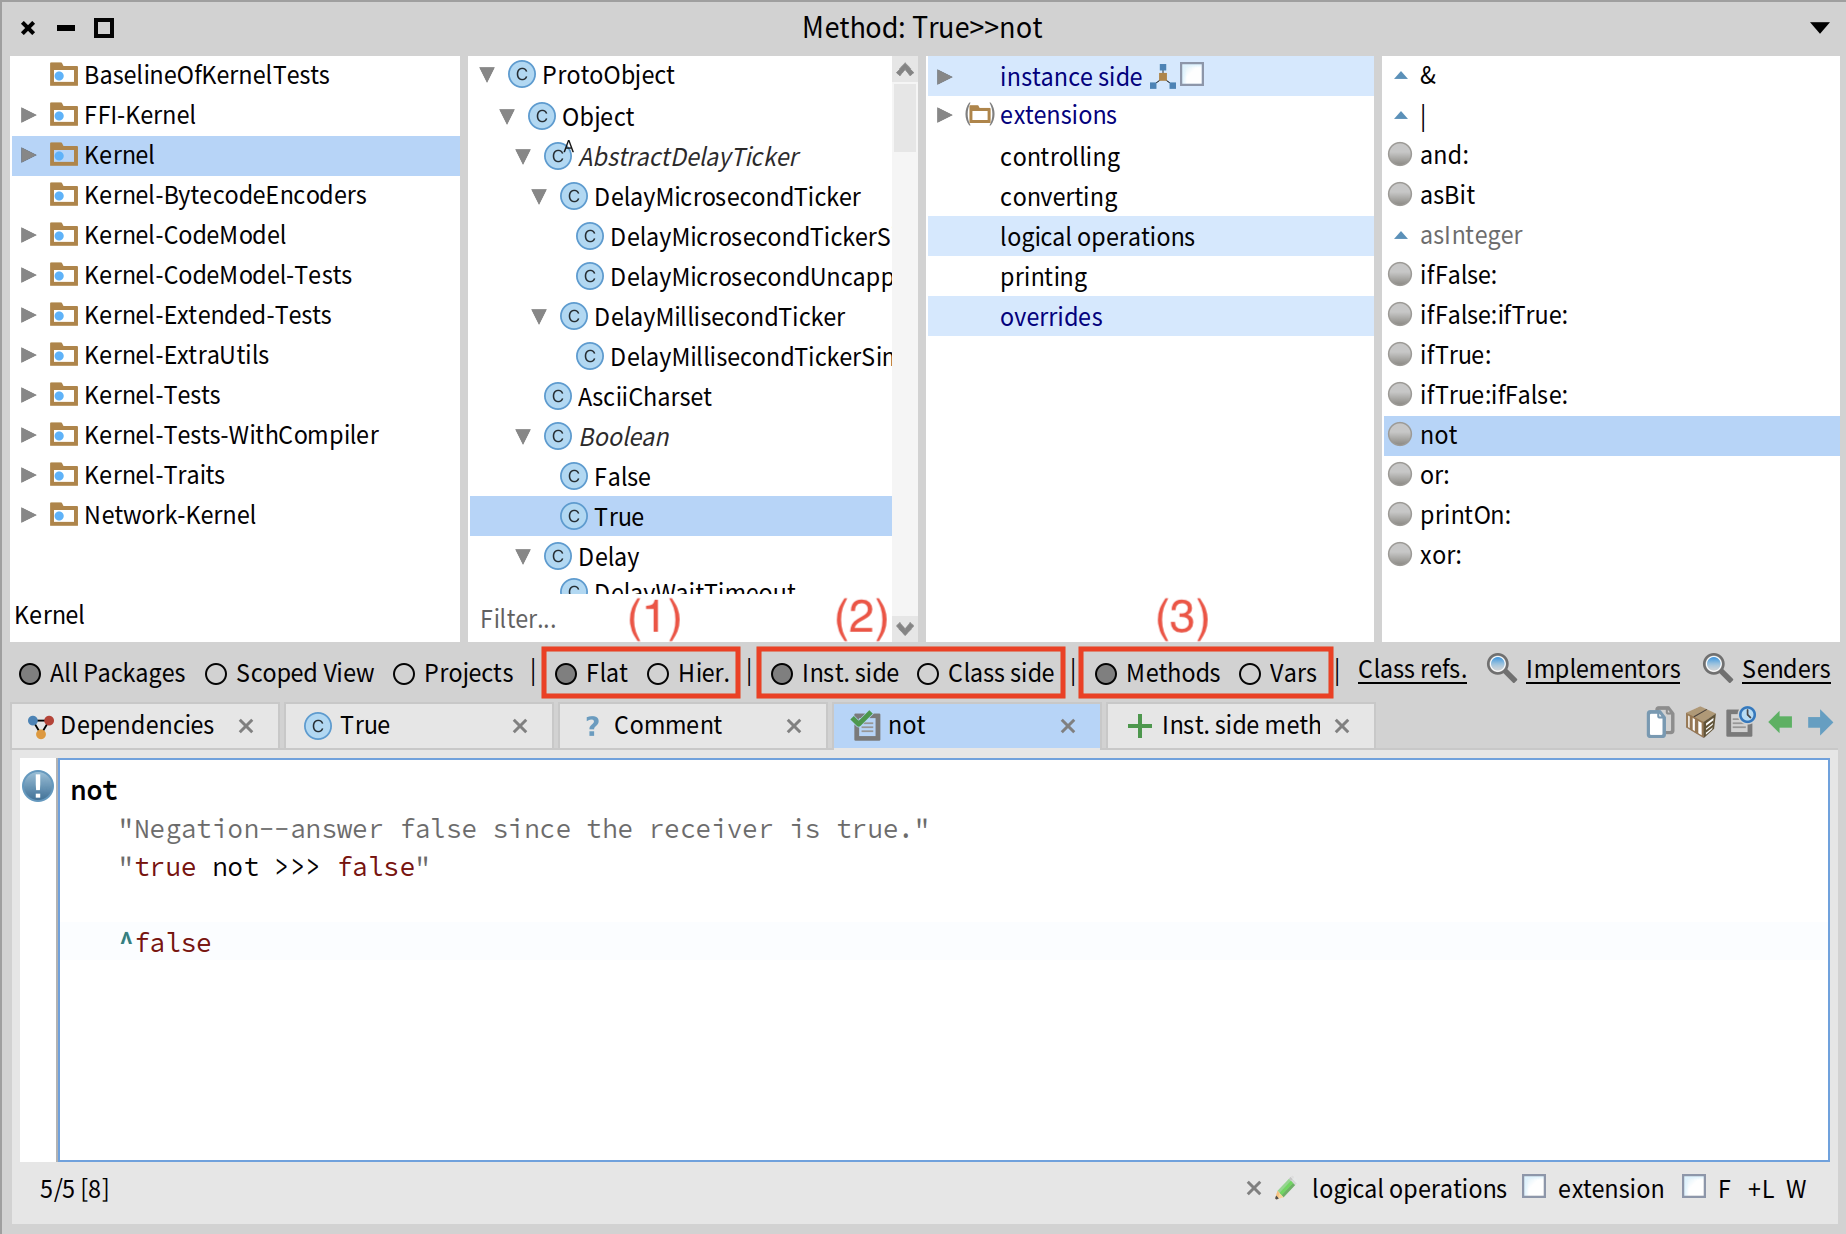 Method: True>>not
BaselineOfKernelTests
FFI-Kernel
Kernel
Kernel-BytecodeEncoders
Kernel-CodeModel
Kernel-CodeModel-Tests
Kernel-Extended-Tests
Kernel-ExtraUtils
Kernel-Tests
Kernel-Tests-WithCompiler
Kernel-Traits
Network-Kernel
Kernel
C ProtoObject
C Object
C A AbstractDelayTicker
C DelayMicrosecondTicker
C DelayMicrosecondTickerS
C DelayMicrosecondUncapp
C DelayMillisecondTicker
C DelayMillisecondTickerSin
C AsciiCharset
C Boolean
C False
C True
C Delay
C DelayWaitTimeout
Filter...
instance side
extensions
controlling
converting
logical operations
printing
overrides
&
|
and:
asBit
asInteger
ifFalse:
ifFalse:ifTrue:
ifTrue:
ifTrue:ifFalse:
not
or:
printOn:
xor:
(1) (2) (3)
All Packages Scoped View Projects | Flat Hier. | Inst. side Class side | Methods Vars | Class refs. Implementors Senders
Dependencies C True ? Comment not Inst. side meth
not
"Negation--answer false since the receiver is true."
"true not >>> false"
^false
5/5 [8] logical operations extension F +L W